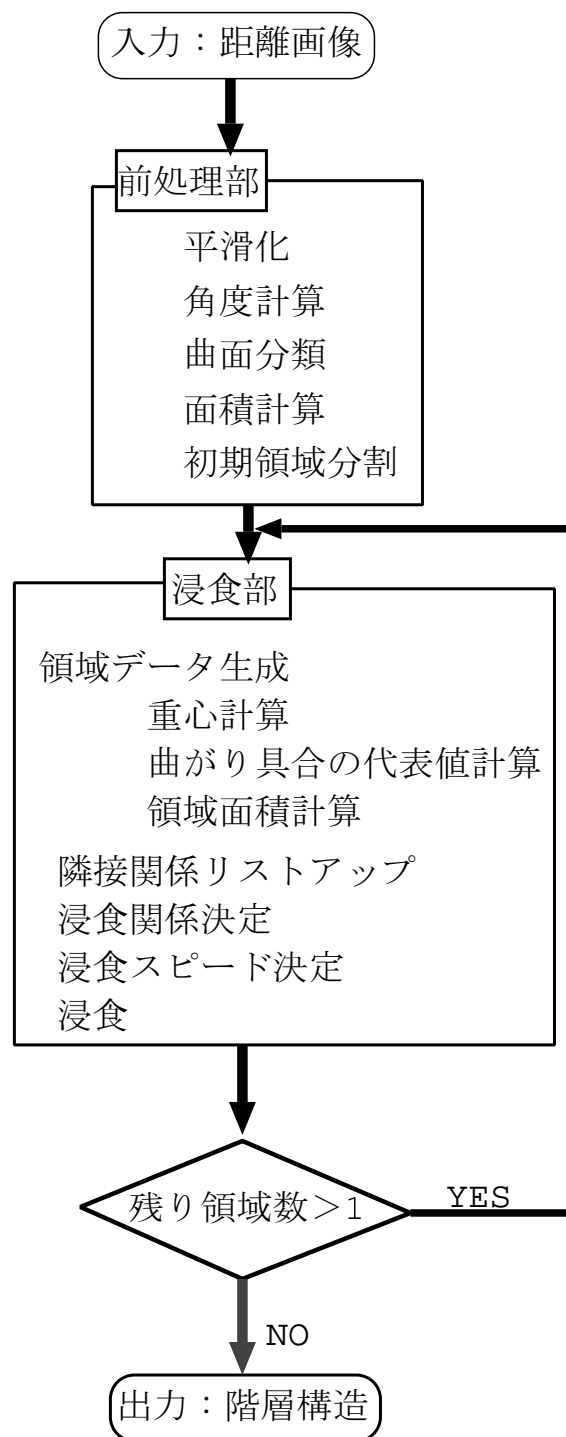 入力：距離画像
前処理部
平滑化
角度計算
曲面分類
面積計算
初期領域分割
浸食部
領域データ生成
重心計算
曲がり具合の代表値計算
領域面積計算
隣接関係リストアップ
浸食関係決定
浸食スピード決定
浸食
残り領域数＞1
YES
NO
出力：階層構造